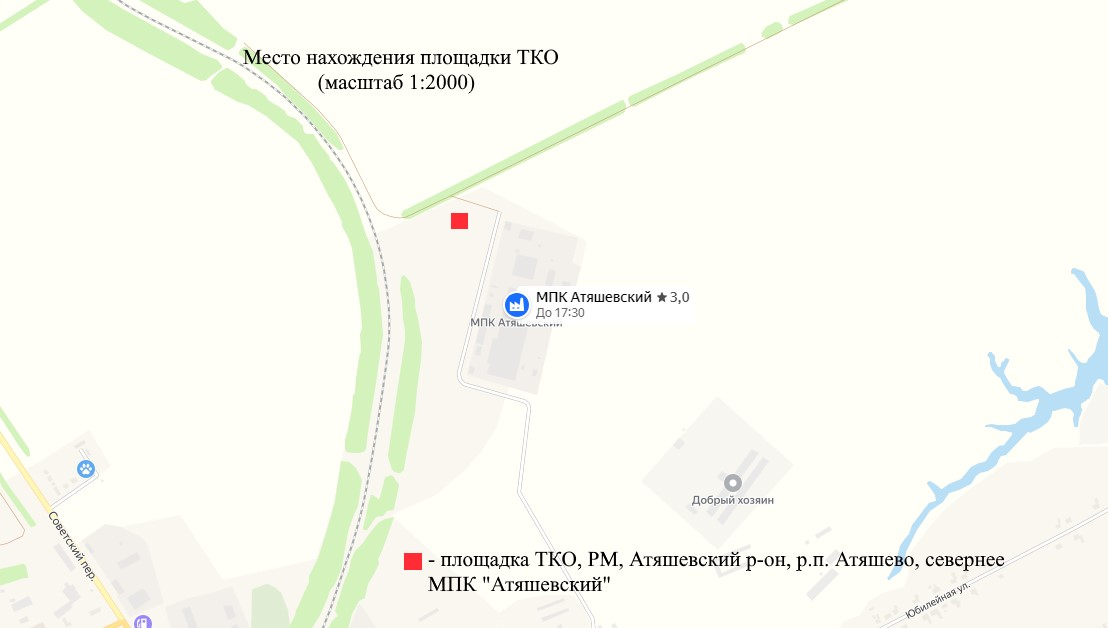 Место нахождения площадки ТКО
(масштаб 1:2000)
МПК Атяшевский ★ 3,0
До 17:30
МПК Атяшевский
Добрый хозяин
Советский пер.
- площадка ТКО, РМ, Атяшевский р-он, р.п. Атяшево, севернее
МПК "Атяшевский"
Юбилейная ул.